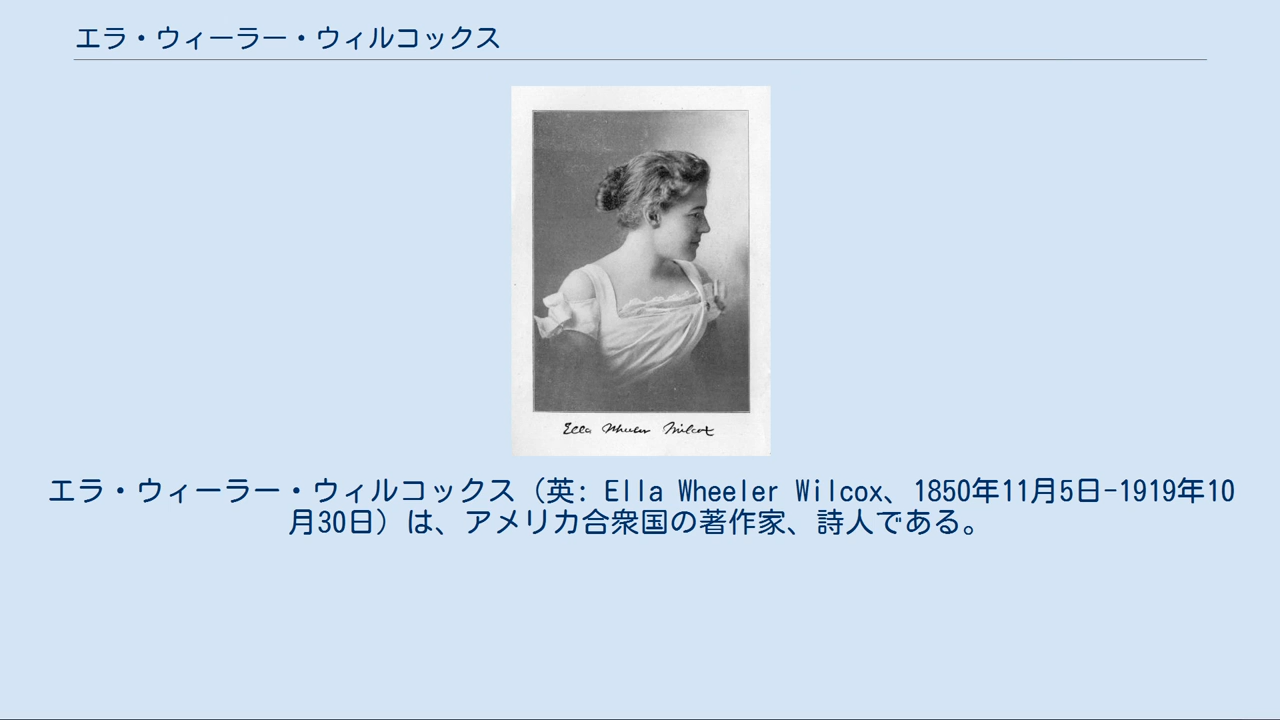 エラ・ウィーラー・ウィルコックス
Ella Wheeler Wilcox
エラ・ウィーラー・ウィルコックス（英: Ella Wheeler Wilcox、1850年11月5日-1919年10
月30日）は、アメリカ合衆国の著作家、詩人である。